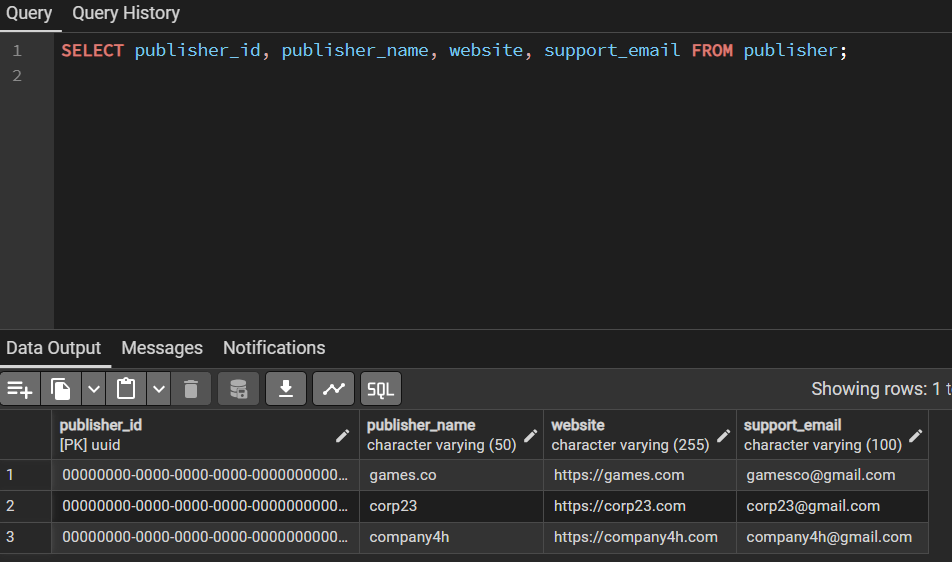 Query Query History
1 SELECT publisher_id, publisher_name, website, support_email FROM publisher;
2
Data Output Messages Notifications
SQL Showing rows: 1
publisher_id publisher_name website support_email
[PK] uuid character varying (50) character varying (255) character varying (100)
1 00000000-0000-0000-0000-0000000000... games.co https://games.com gamesco@gmail.com
2 00000000-0000-0000-0000-0000000000... corp23 https://corp23.com corp23@gmail.com
3 00000000-0000-0000-0000-0000000000... company4h https://company4h.com company4h@gmail.com